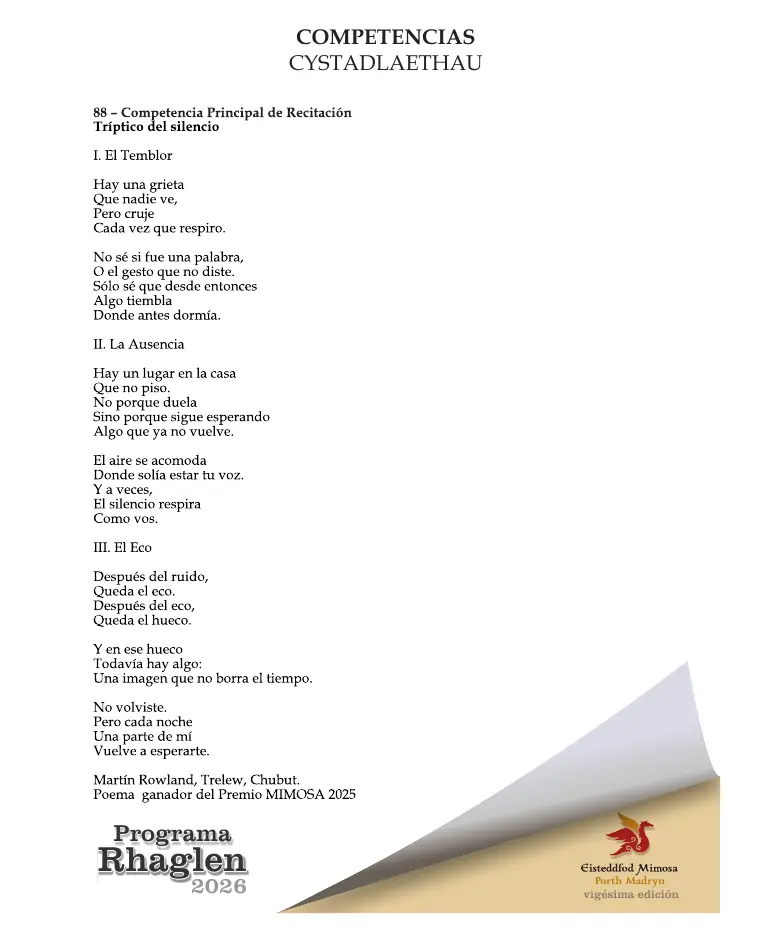 COMPETENCIAS
CYSTADLAETHAU
88 – Competencia Principal de Recitación
Tríptico del silencio
I. El Temblor
Hay una grieta
Que nadie ve,
Pero cruje
Cada vez que respiro.
No sé si fue una palabra,
O el gesto que no diste.
Sólo sé que desde entonces
Algo tiembla
Donde antes dormía.
II. La Ausencia
Hay un lugar en la casa
Que no piso.
No porque duela
Sino porque sigue esperando
Algo que ya no vuelve.
El aire se acomoda
Donde solía estar tu voz.
Y a veces,
El silencio respira
Como vos.
III. El Eco
Después del ruido,
Queda el eco.
Después del eco,
Queda el hueco.
Y en ese hueco
Todavía hay algo:
Una imagen que no borra el tiempo.
No volviste.
Pero cada noche
Una parte de mí
Vuelve a esperarte.
Martín Rowland, Trelew, Chubut.
Poema  ganador del Premio MIMOSA 2025
Programa
Rhaglen
2026
Eisteddfod Mimosa
Porth Madryn
vigésima edición